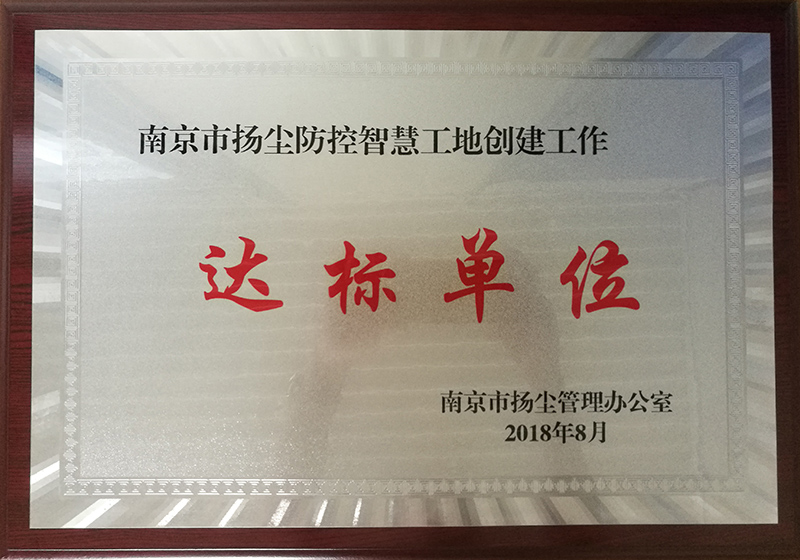 南京市扬尘防控智慧工地创建工作
达标单位
南京市扬尘管理办公室
2018年8月